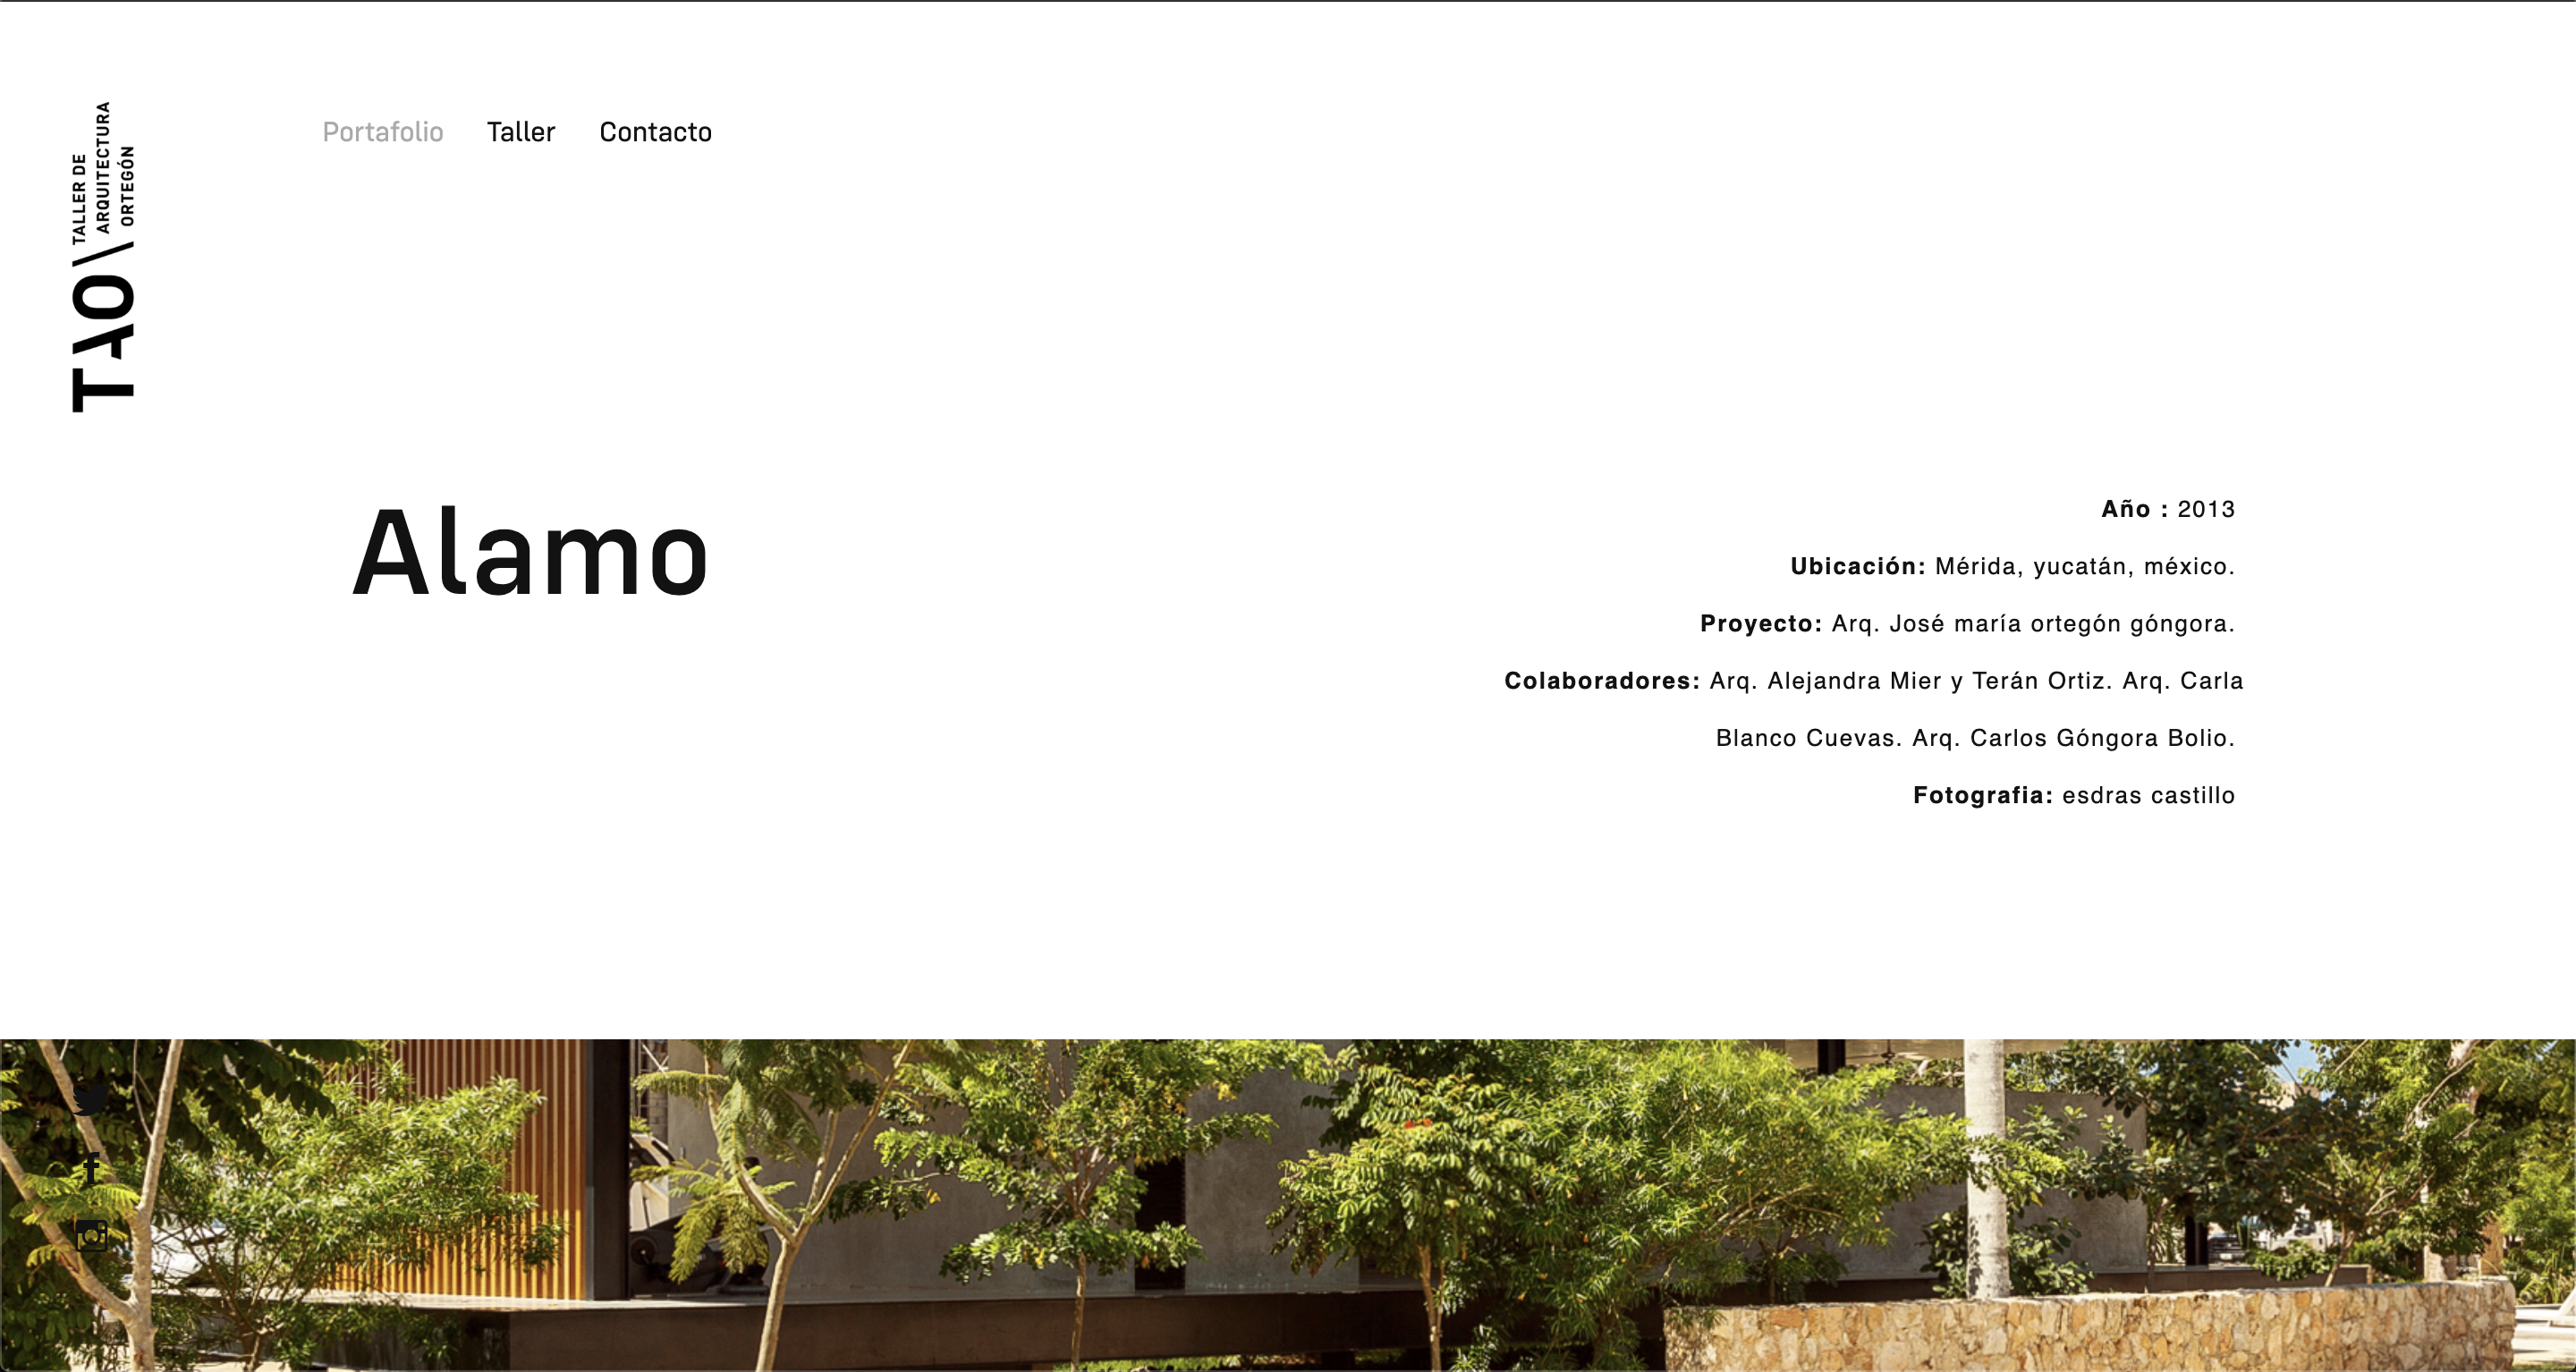 TALLER DE
ARQUITECTURA
ORTEGÓN
TAO\
Portafolio Taller Contacto
Alamo
Año : 2013
Ubicación: Mérida, yucatán, méxico.
Proyecto: Arq. José maría ortegón góngora.
Colaboradores: Arq. Alejandra Mier y Terán Ortiz. Arq. Carla
Blanco Cuevas. Arq. Carlos Góngora Bolio.
Fotografia: esdras castillo